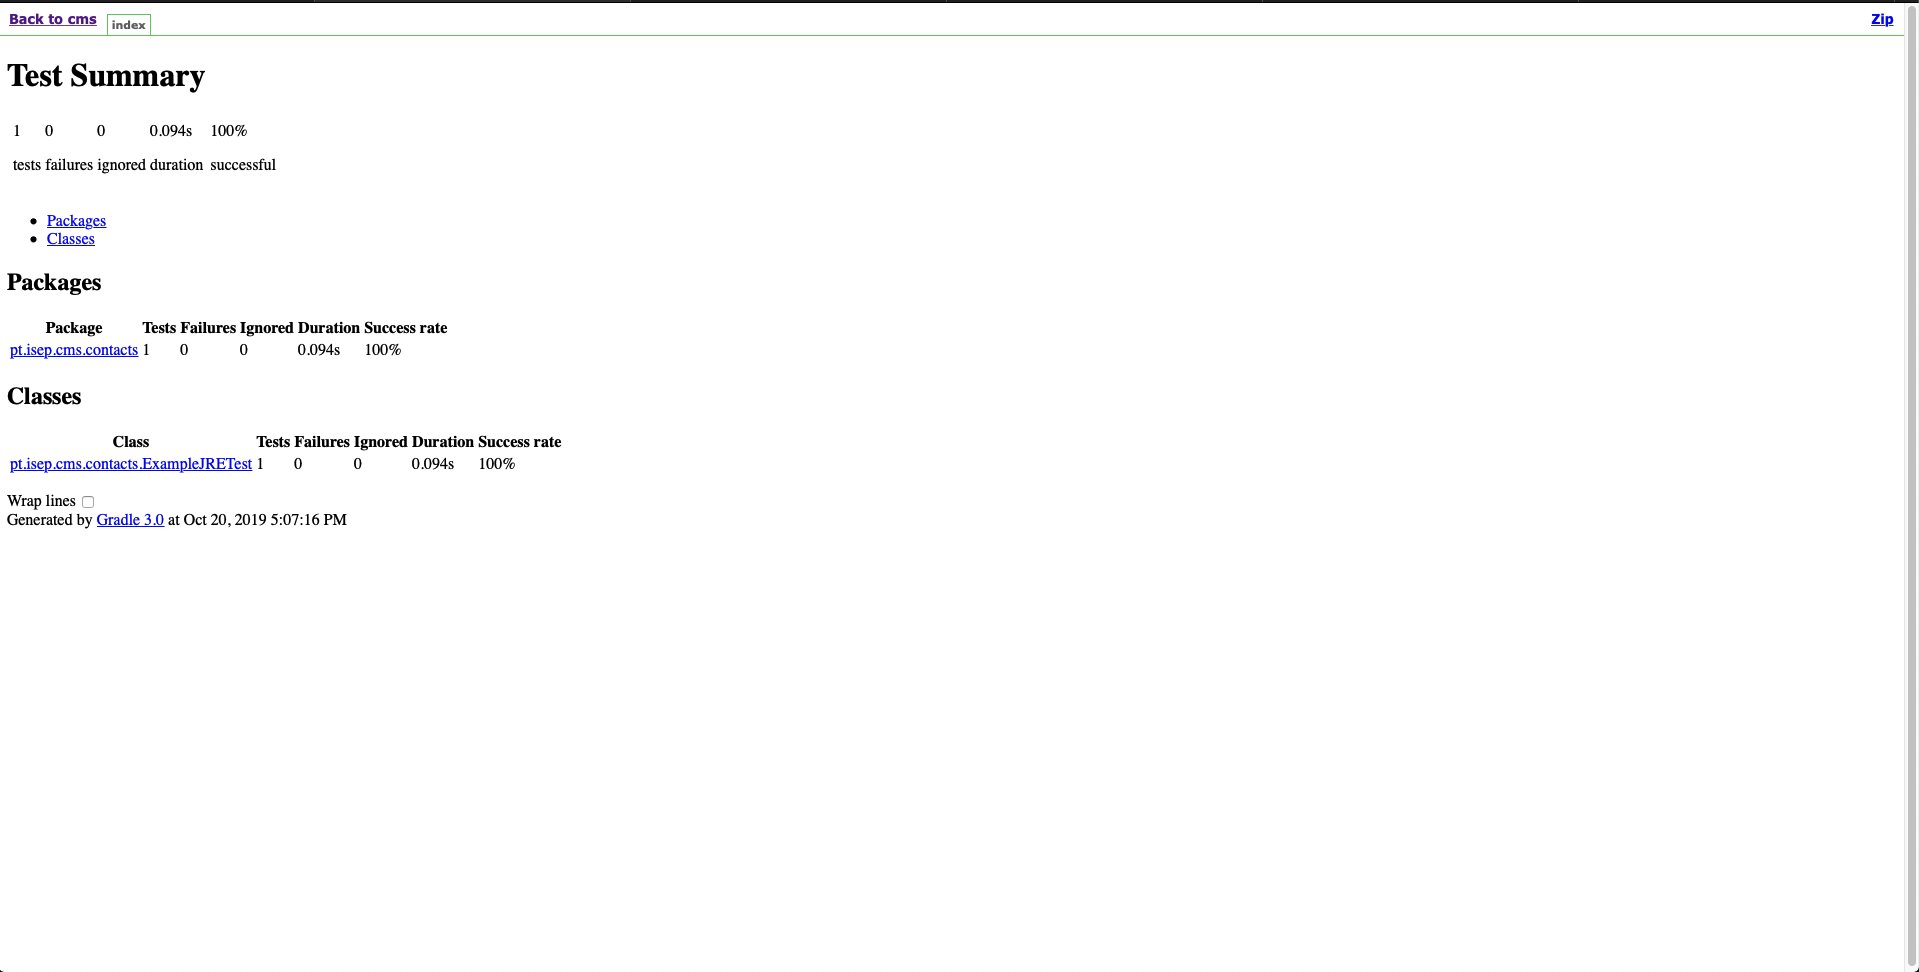 Back to cms index Zip
Test Summary
1 0 0 0.094s 100%
tests failures ignored duration successful
Packages
Classes
Packages
Package Tests Failures Ignored Duration Success rate
pt.isep.cms.contacts 1 0 0 0.094s 100%
Classes
Class Tests Failures Ignored Duration Success rate
pt.isep.cms.contacts.ExampleJRETest 1 0 0 0.094s 100%
Wrap lines
Generated by Gradle 3.0 at Oct 20, 2019 5:07:16 PM